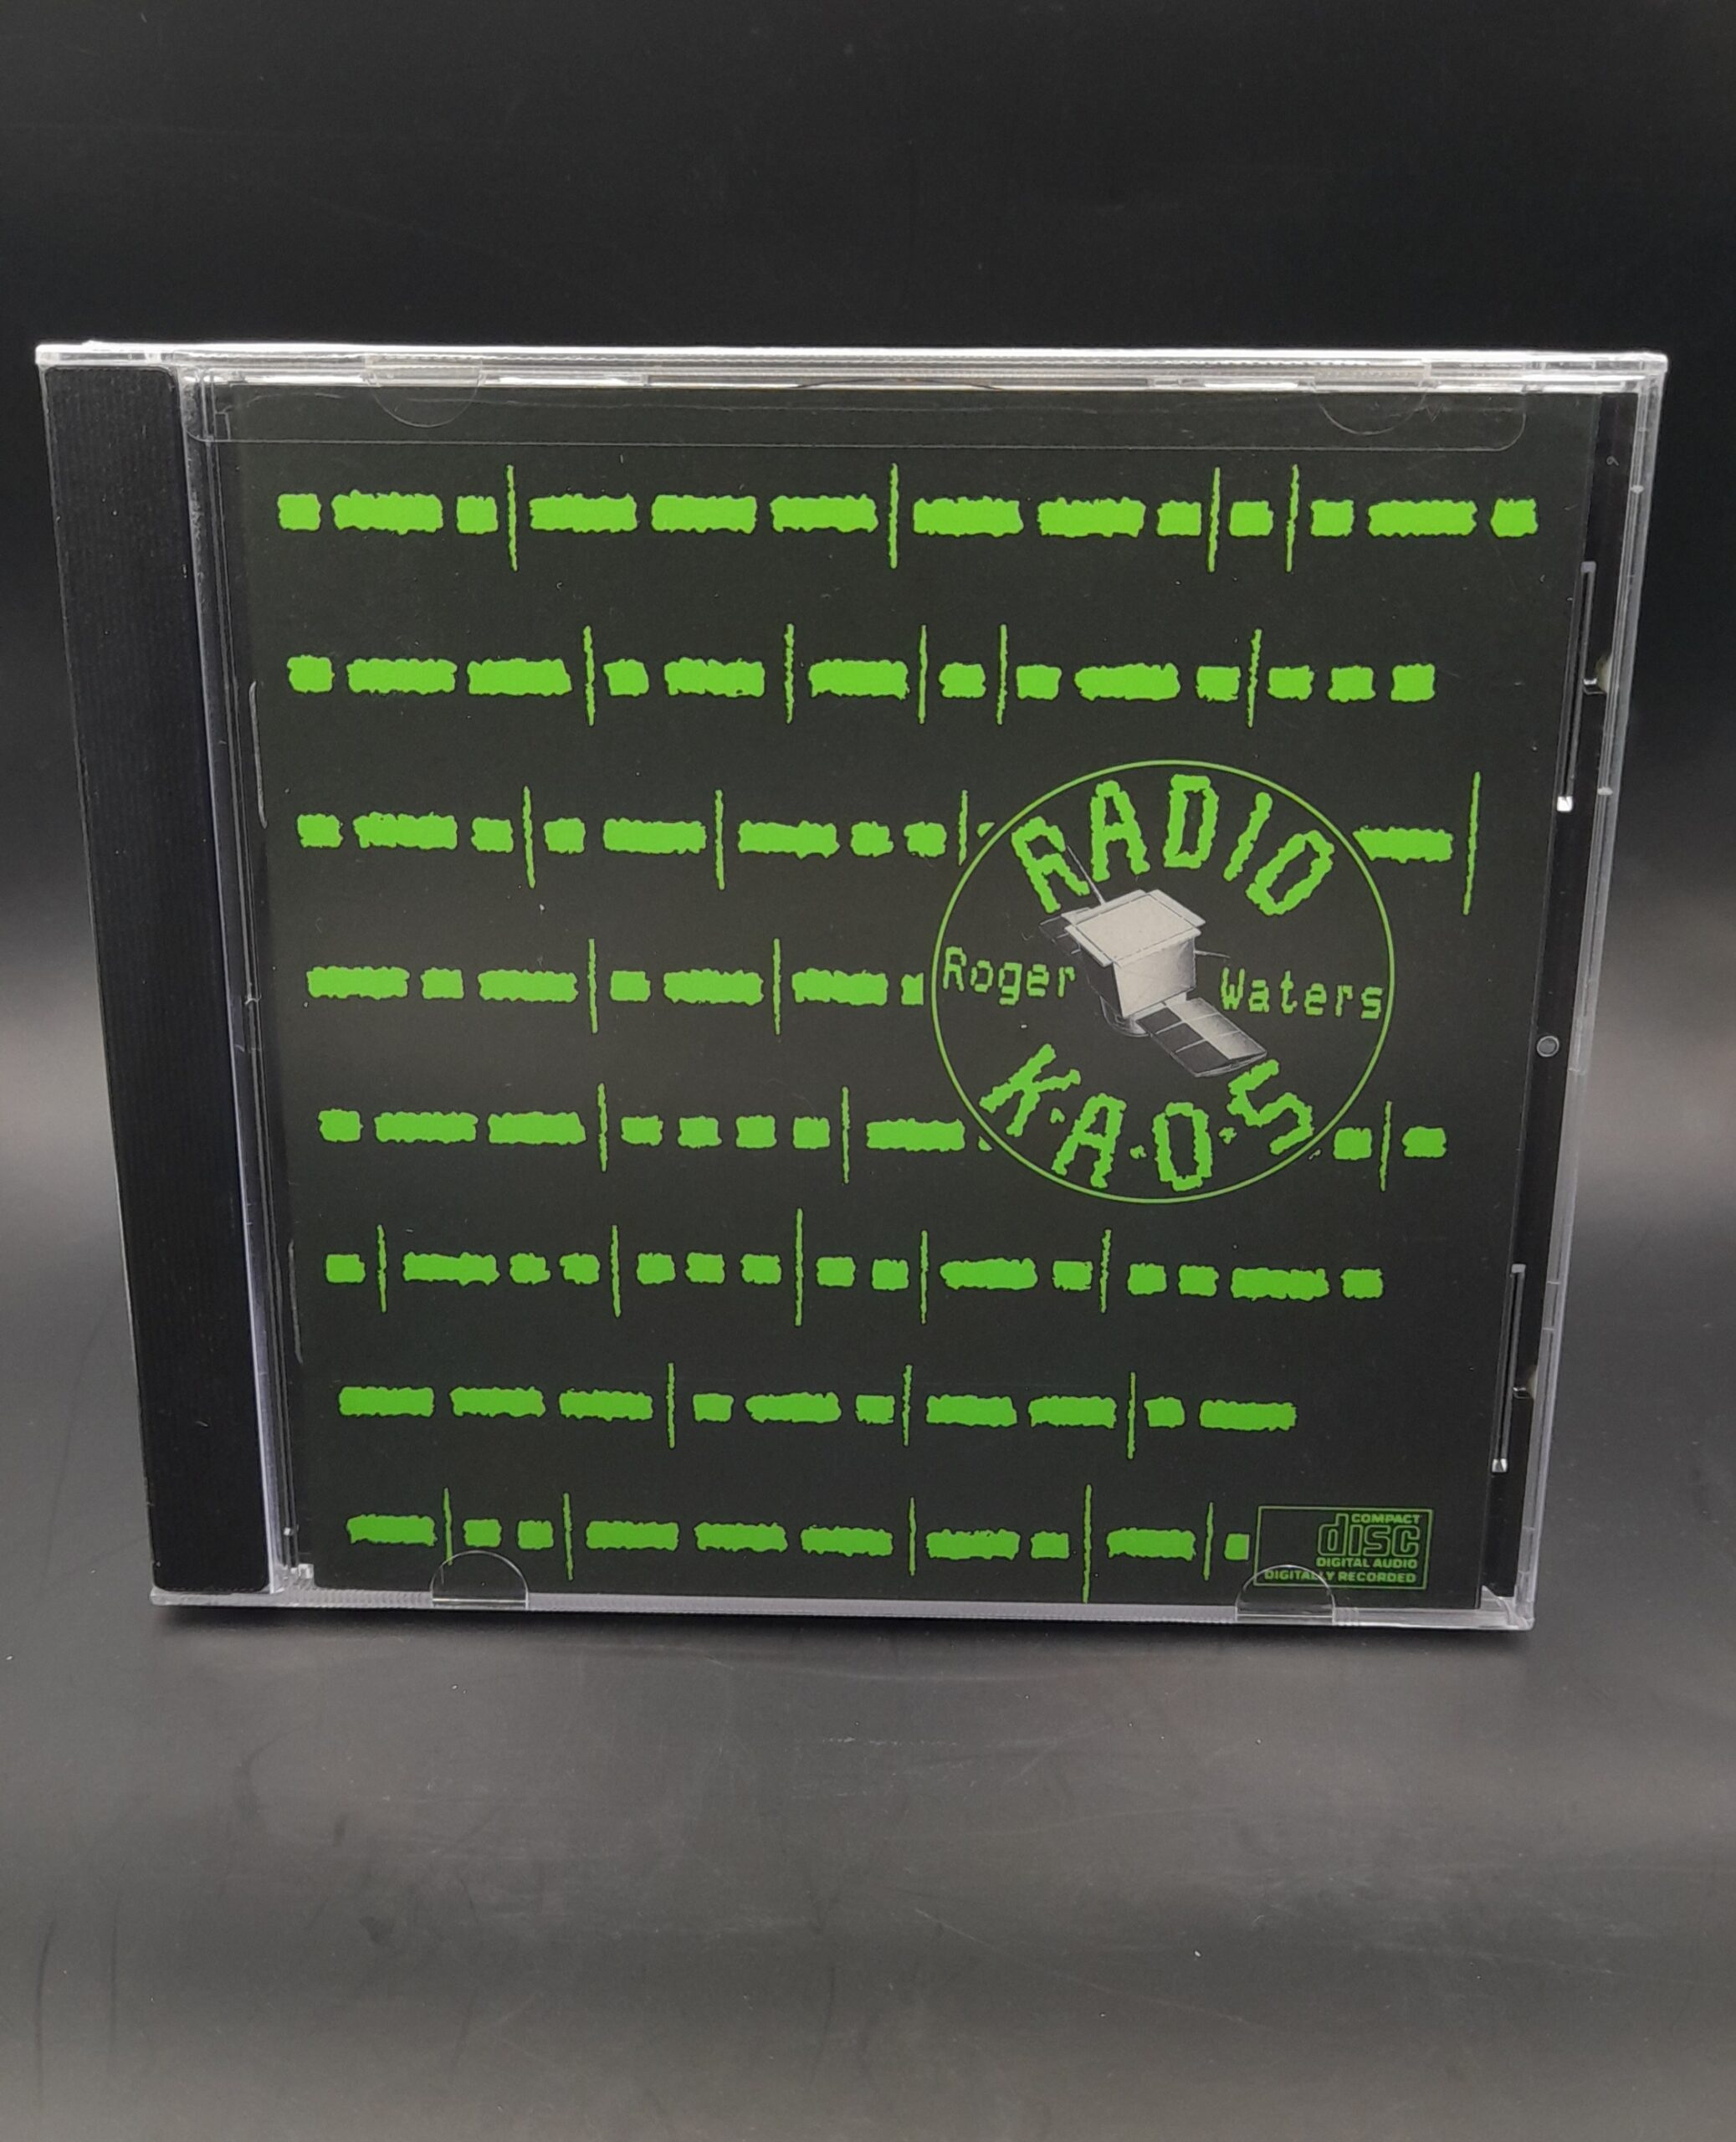 RADIO
Roger Waters
K·A·O·S
COMPACT
disc
DIGITAL AUDIO
DIGITALLY RECORDED